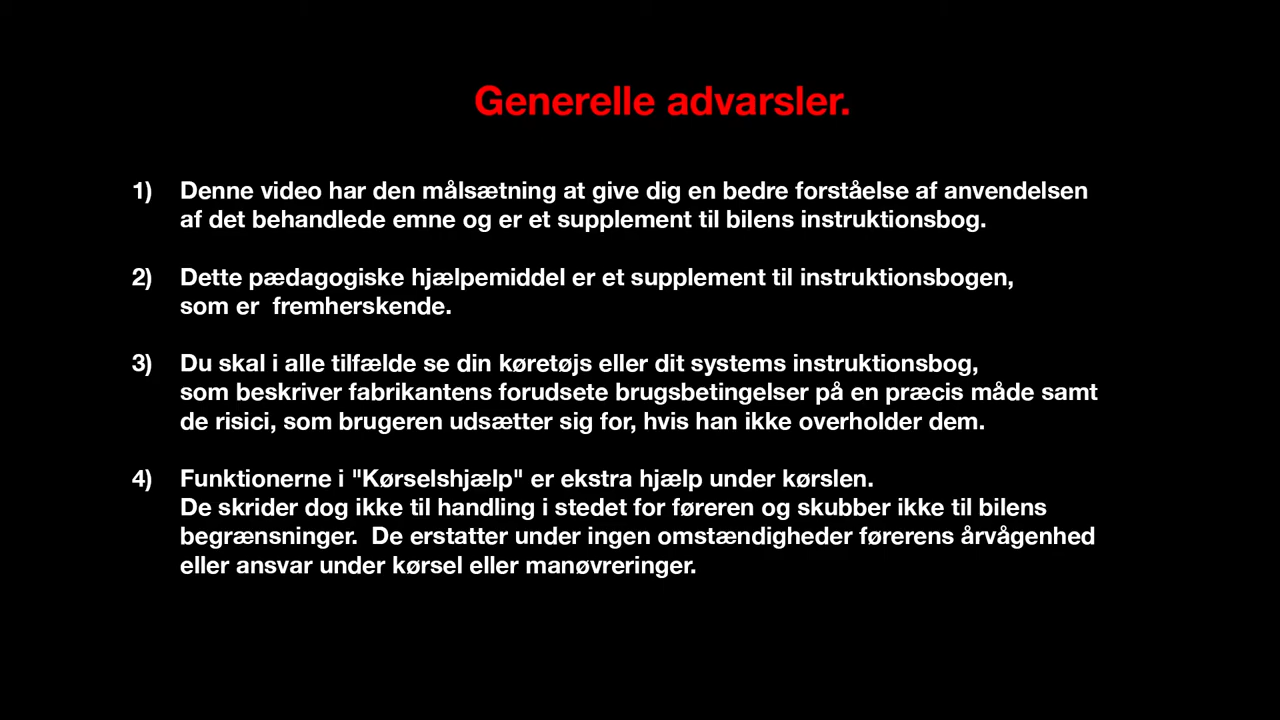 Generelle advarsler.
1) Denne video har den målsætning at give dig en bedre forståelse af anvendelsen
af det behandlede emne og er et supplement til bilens instruktionsbog.
2) Dette pædagogiske hjælpemiddel er et supplement til instruktionsbogen,
som er  fremherskende.
3) Du skal i alle tilfælde se din køretøjs eller dit systems instruktionsbog,
som beskriver fabrikantens forudsete brugsbetingelser på en præcis måde samt
de risici, som brugeren udsætter sig for, hvis han ikke overholder dem.
4) Funktionerne i "Kørselshjælp" er ekstra hjælp under kørslen.
De skrider dog ikke til handling i stedet for føreren og skubber ikke til bilens
begrænsninger.  De erstatter under ingen omstændigheder førerens årvågenhed
eller ansvar under kørsel eller manøvreringer.